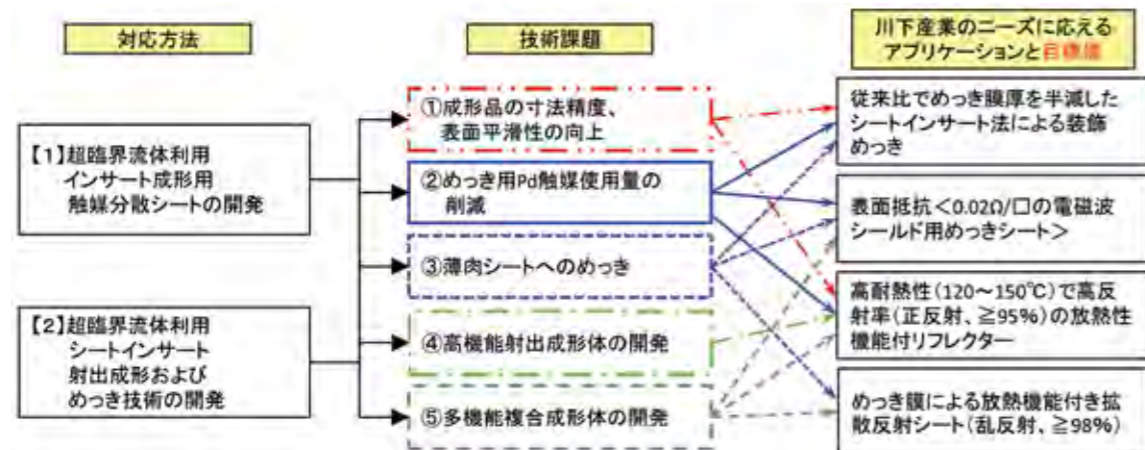 対応方法
【1】超臨界流体利用
インサート成形用
触媒分散シートの開発
【2】超臨界流体利用
シートインサート
射出成形および
めっき技術の開発
技術課題
①成形品の寸法精度、
表面平滑性の向上
②めっき用Pd触媒使用量の
削減
③薄肉シートへのめっき
④高機能射出成形体の開発
⑤多機能複合成形体の開発
川下産業のニーズに応える
アプリケーションと目標値
従来比でめっき膜厚を半減した
シートインサート法による装飾
めっき
表面抵抗<0.02Ω/□の電磁波
シールド用めっきシート>
高耐熱性(120~150℃)で高反
射率(正反射、≧95%)の放熱性
機能付リフレクター
めっき膜による放熱機能付き拡
散反射シート(乱反射、≧98%)